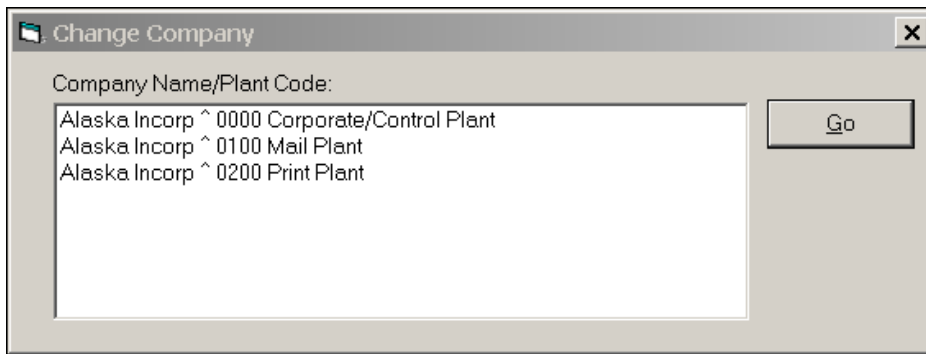 Change Company
Company Name/Plant Code:
Alaska Incorp ^ 0000 Corporate/Control Plant
Alaska Incorp ^ 0100 Mail Plant
Alaska Incorp ^ 0200 Print Plant
Go